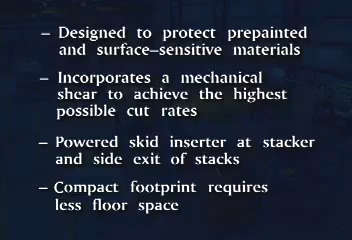 – Designed to protect prepainted
and surface–sensitive materials
– Incorporates a mechanical
shear to achieve the highest
possible cut rates
– Powered skid inserter at stacker
and side exit of stacks
– Compact footprint requires
less floor space